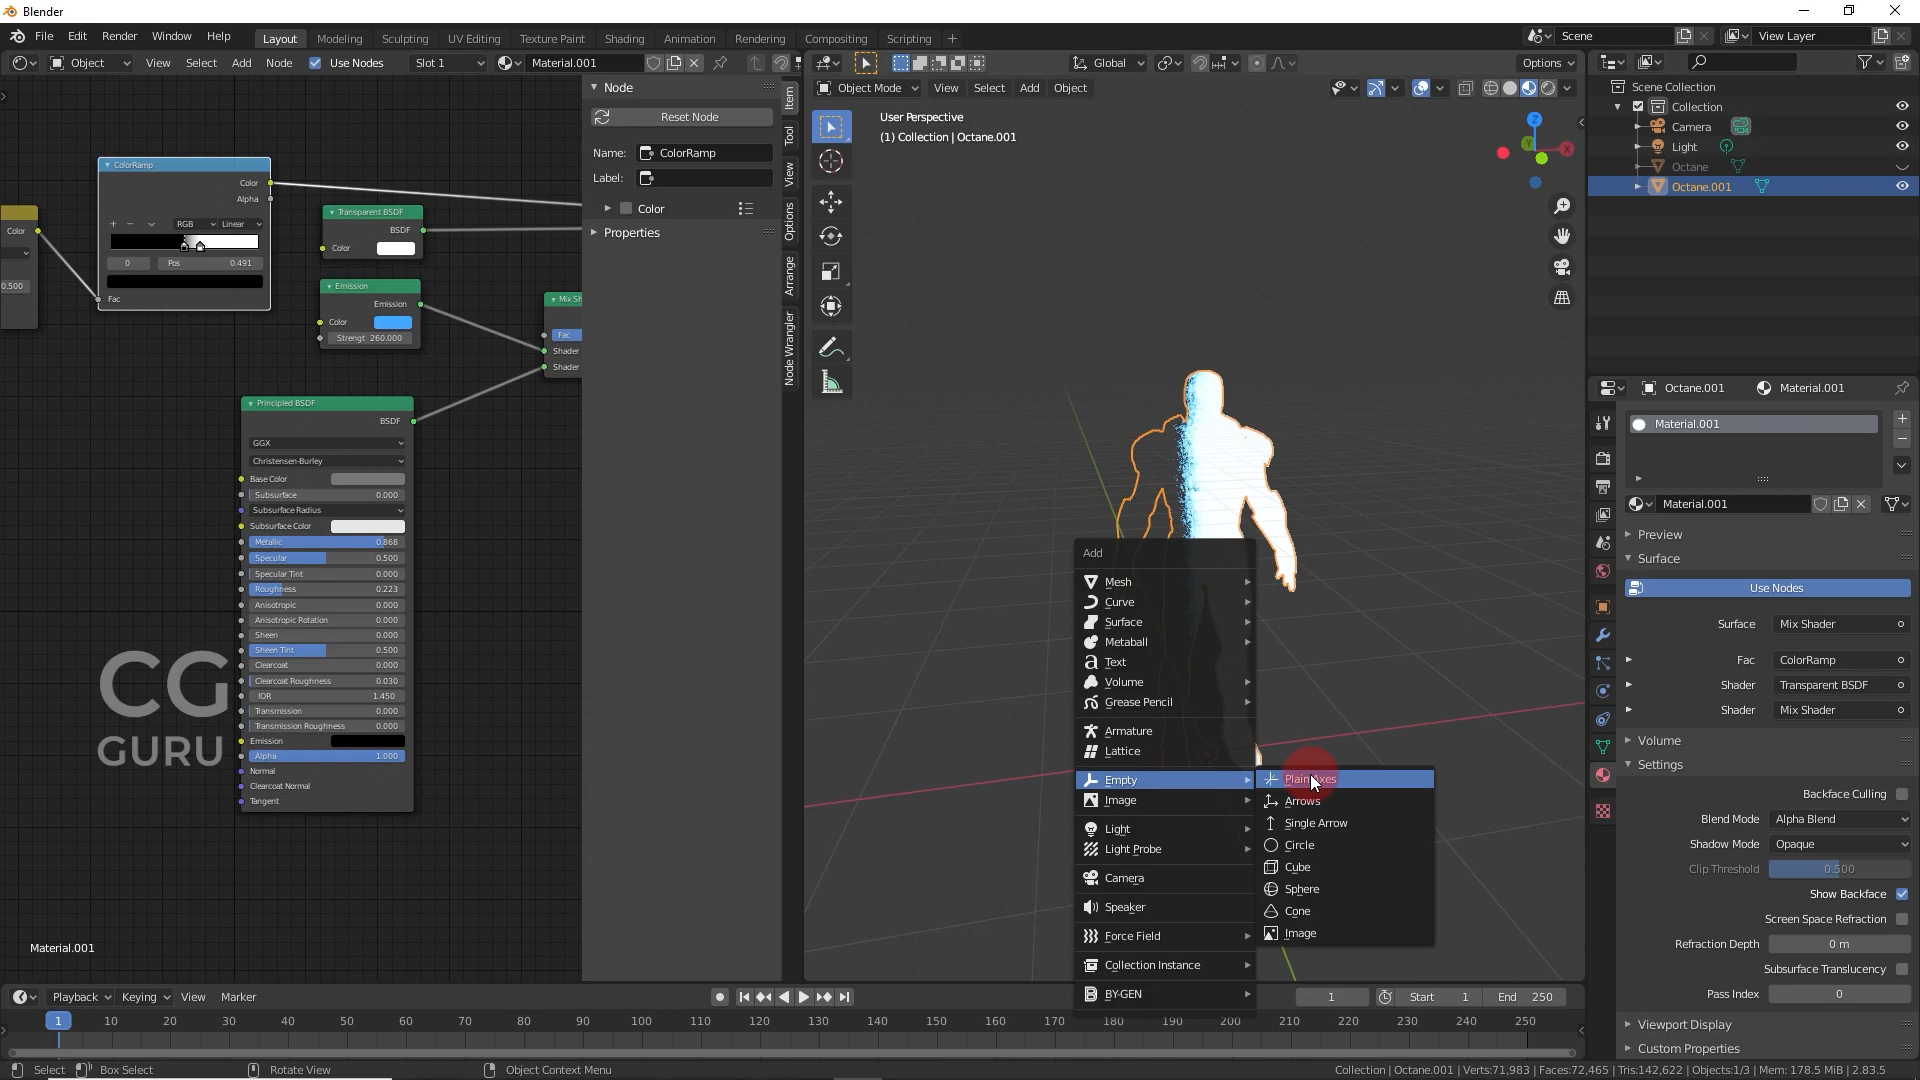 Blender
File Edit Render Window Help Layout Modeling Sculpting UV Editing Texture Paint Shading Animation Rendering Compositing Scripting Scene View Layer
Object View Select Add Node Use Nodes Slot 1 Material.001 Global Options
Object Mode View Select Add Object
User Perspective
(1) Collection | Octane.001
Z
Y
X
Scene Collection
Collection
Camera
Light
Octane
Octane.001
Node
Reset Node
Name: ColorRamp
Label:
Color
Properties
Item
Tool
View
Options
Arrange
Node Wrangler
Color
0.500
ColorRamp
Color
Alpha
RGB Linear
0 Pos 0.491
Fac
Transparent BSDF
BSDF
Color
Emission
Emission
Color
Strengt 260.000
Mix Sh
Fac
Shader
Shader
Principled BSDF
BSDF
GGX
Christensen-Burley
Base Color
Subsurface 0.000
Subsurface Radius
Subsurface Color
Metallic 0.868
Specular 0.500
Specular Tint 0.000
Roughness 0.223
Anisotropic 0.000
Anisotropic Rotation 0.000
Sheen 0.000
Sheen Tint 0.500
Clearcoat 0.000
Clearcoat Roughness 0.030
IOR 1.450
Transmission 0.000
Transmission Roughness 0.000
Emission
Alpha 1.000
Normal
Clearcoat Normal
Tangent
CG
GURU
Material.001
Add
Mesh
Curve
Surface
Metaball
Text
Volume
Grease Pencil
Armature
Lattice
Empty
Image
Light
Light Probe
Camera
Speaker
Force Field
Collection Instance
BY-GEN
Plain Axes
Arrows
Single Arrow
Circle
Cube
Sphere
Cone
Image
Octane.001 Material.001
Material.001
Material.001
Preview
Surface
Use Nodes
Surface Mix Shader
Fac ColorRamp
Shader Transparent BSDF
Shader Mix Shader
Volume
Settings
Backface Culling
Blend Mode Alpha Blend
Shadow Mode Opaque
Clip Threshold 0.500
Show Backface
Screen Space Refraction
Refraction Depth 0 m
Subsurface Translucency
Pass Index 0
Viewport Display
Custom Properties
Playback Keying View Marker 1 Start 1 End 250
1 10 20 30 40 50 60 70 80 90 100 110 120 130 140 150 160 170 180 190 200 210 220 230 240 250
Select Box Select Rotate View Object Context Menu Collection | Octane.001 | Verts:71,983 | Faces:72,465 | Tris:142,622 | Objects:1/3 | Mem: 178.5 MiB | 2.83.5